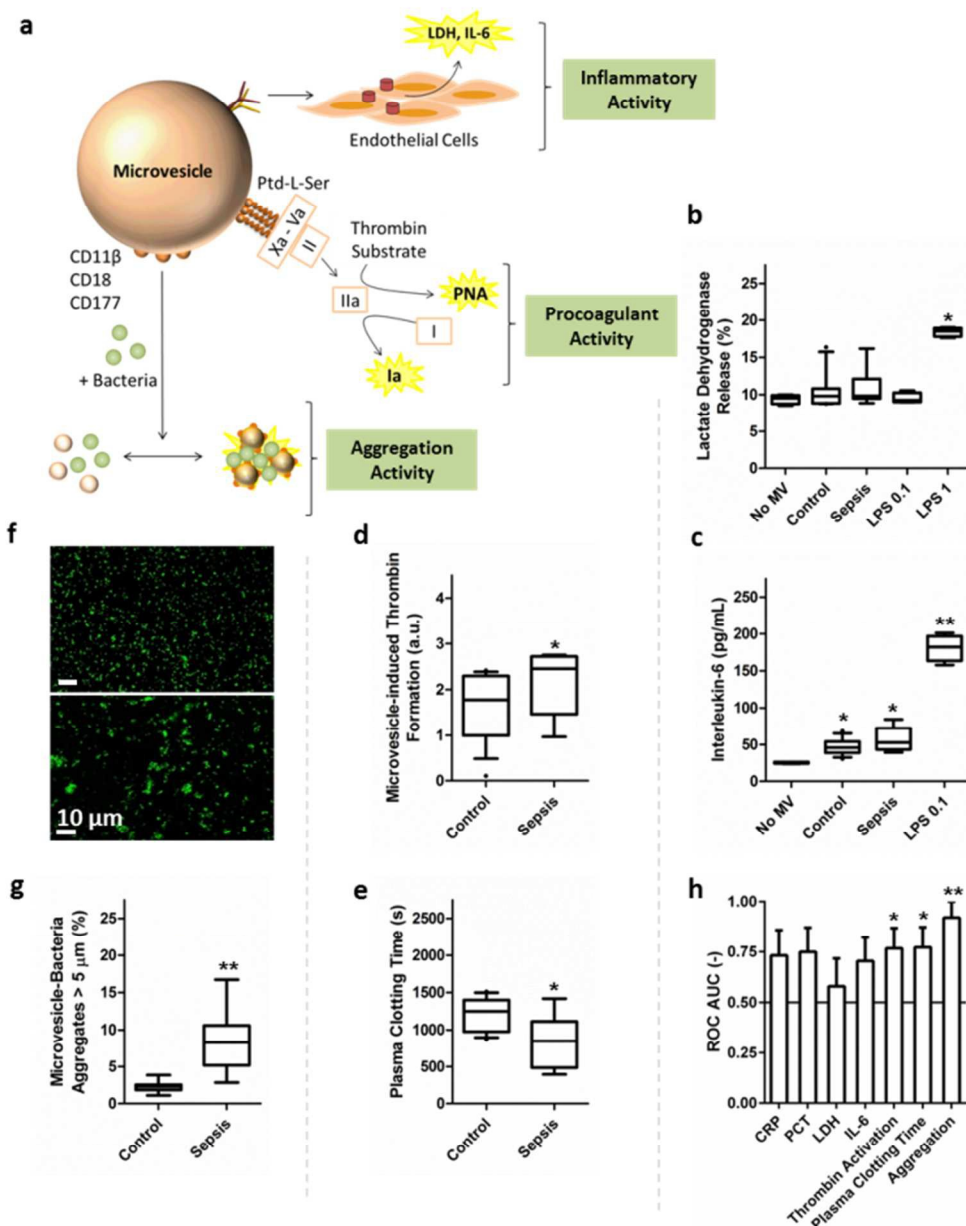 a
LDH, IL-6
Inflammatory
Activity
Endothelial Cells
Microvesicle
Ptd-L-Ser
Xa - Va
II
Thrombin
Substrate
CD11β
CD18
CD177
IIa
PNA
I
Ia
Procoagulant
Activity
+ Bacteria
Aggregation
Activity
b
Lactate Dehydrogenase
Release (%)
25
20
15
10
5
0
*
No MV
Control
Sepsis
LPS 0.1
LPS 1
c
Interleukin-6 (pg/mL)
250
200
150
100
50
0
*
*
**
No MV
Control
Sepsis
LPS 0.1
d
Microvesicle-induced Thrombin
Formation (a.u.)
4
3
2
1
0
*
Control
Sepsis
e
Plasma Clotting Time (s)
2500
2000
1500
1000
500
0
*
Control
Sepsis
f
10 µm
g
Microvesicle-Bacteria
Aggregates > 5 µm (%)
25
20
15
10
5
0
**
Control
Sepsis
h
ROC AUC (-)
1.00
0.75
0.50
0.25
0.00
*
*
**
CRP
PCT
LDH
IL-6
Thrombin Activation
Plasma Clotting Time
Aggregation